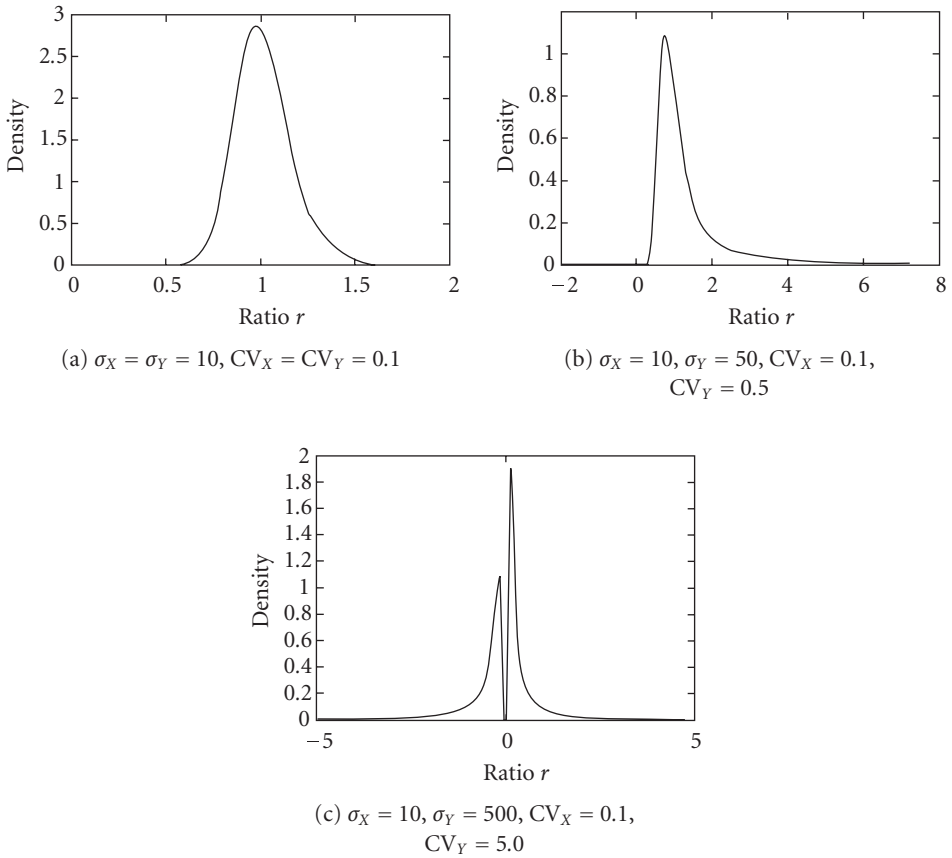 3
2.5
2
1.5
1
0.5
0
Density
0 0.5 1 1.5 2
Ratio r
(a) σX = σY = 10, CVX = CVY = 0.1
1
0.8
0.6
0.4
0.2
0
Density
−2 0 2 4 6 8
Ratio r
(b) σX = 10, σY = 50, CVX = 0.1,
CVY = 0.5
2
1.8
1.6
1.4
1.2
1
0.8
0.6
0.4
0.2
0
Density
−5 0 5
Ratio r
(c) σX = 10, σY = 500, CVX = 0.1,
CVY = 5.0